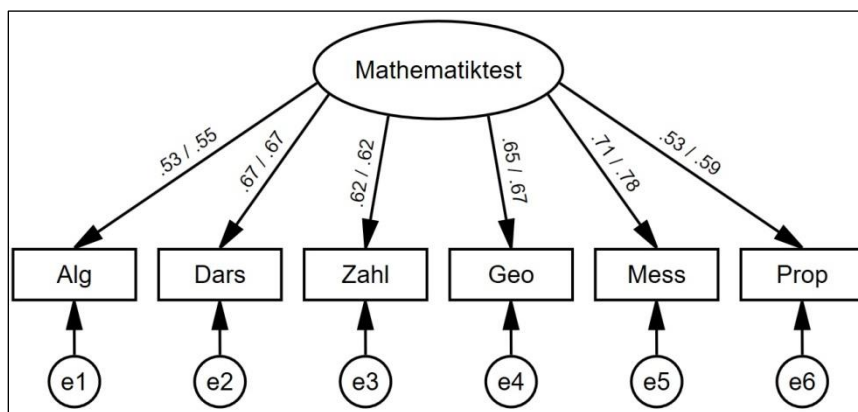 Mathematiktest
.53 / .55
.67 / .67
.62 / .62
.65 / .67
.71 / .78
.53 / .59
Alg
Dars
Zahl
Geo
Mess
Prop
e1
e2
e3
e4
e5
e6